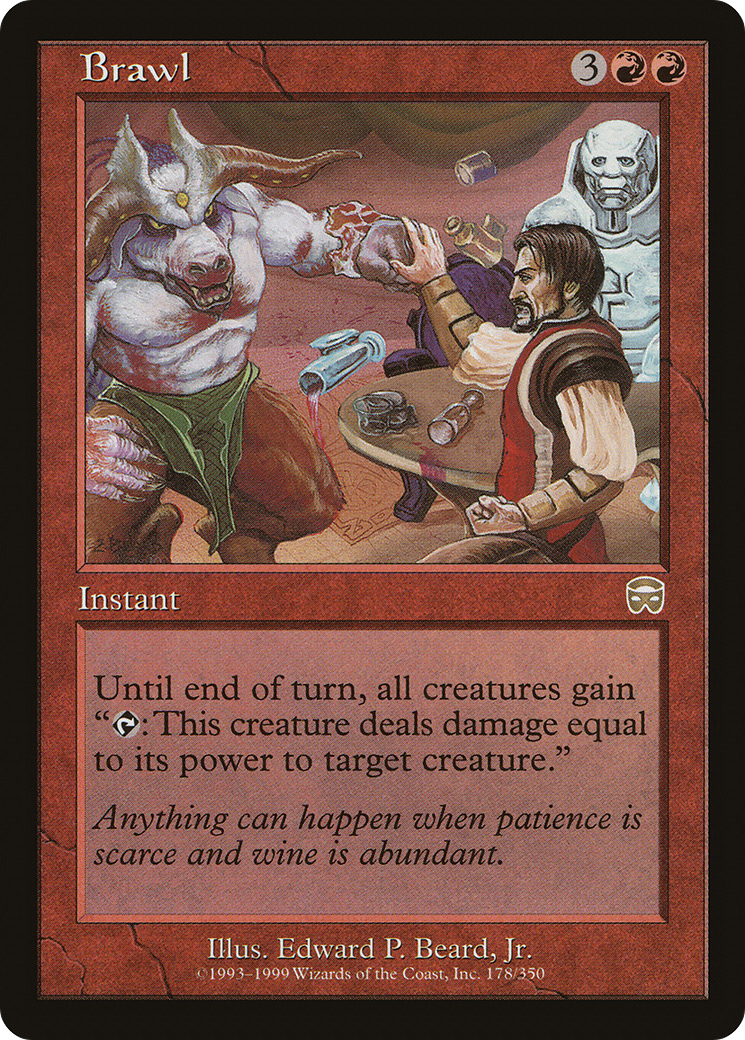 Brawl 3
Instant
Until end of turn, all creatures gain
“: This creature deals damage equal
to its power to target creature.”
Anything can happen when patience is
scarce and wine is abundant.
Illus. Edward P. Beard, Jr.
©1993–1999 Wizards of the Coast, Inc. 178/350